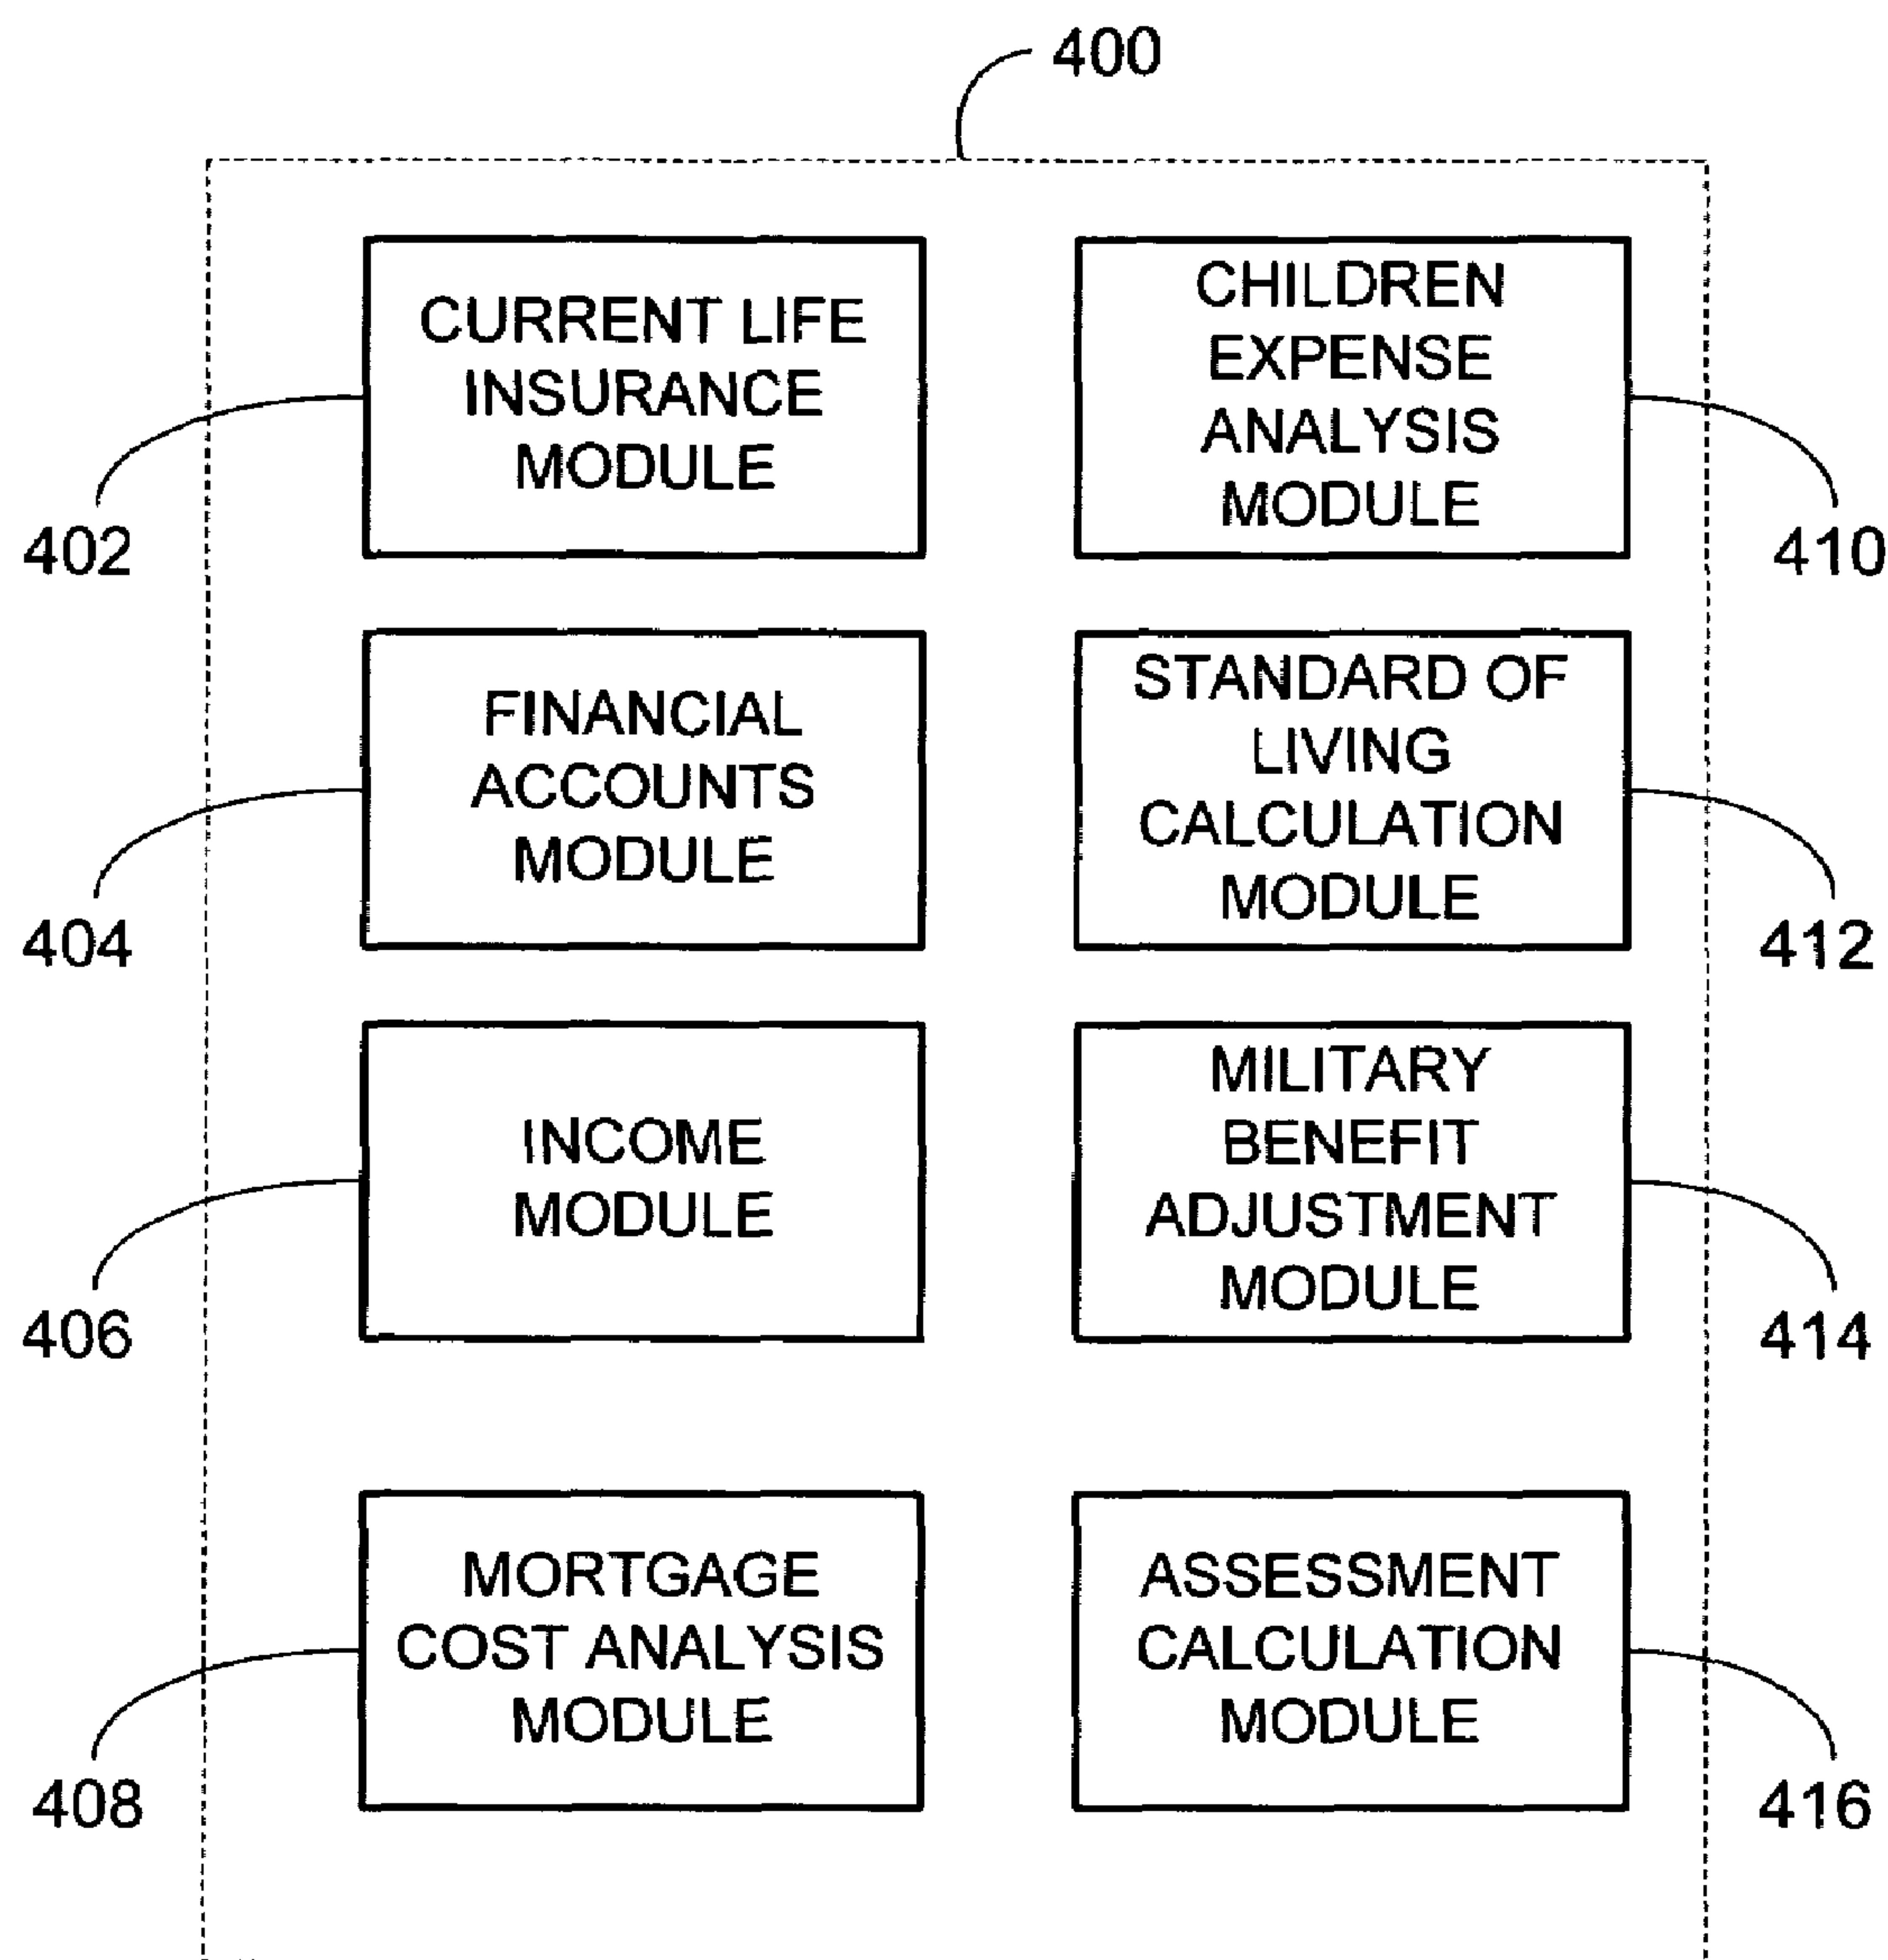 400
CURRENT LIFE
INSURANCE
MODULE
402
CHILDREN
EXPENSE
ANALYSIS
MODULE
410
FINANCIAL
ACCOUNTS
MODULE
404
STANDARD OF
LIVING
CALCULATION
MODULE
412
INCOME
MODULE
406
MILITARY
BENEFIT
ADJUSTMENT
MODULE
414
MORTGAGE
COST ANALYSIS
MODULE
408
ASSESSMENT
CALCULATION
MODULE
416